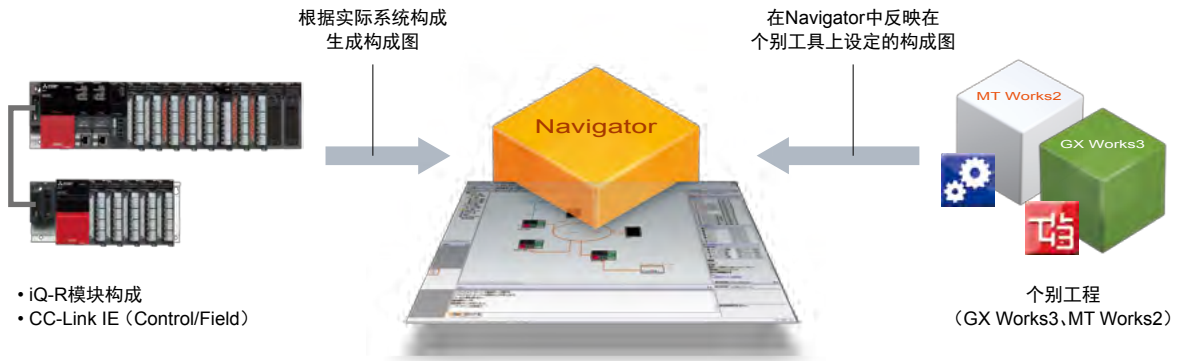 根据实际系统构成
生成构成图
在Navigator中反映在
个别工具上设定的构成图
Navigator
MT Works2
GX Works3
• iQ-R模块构成
• CC-Link IE（Control/Field）
个别工程
（GX Works3、MT Works2）